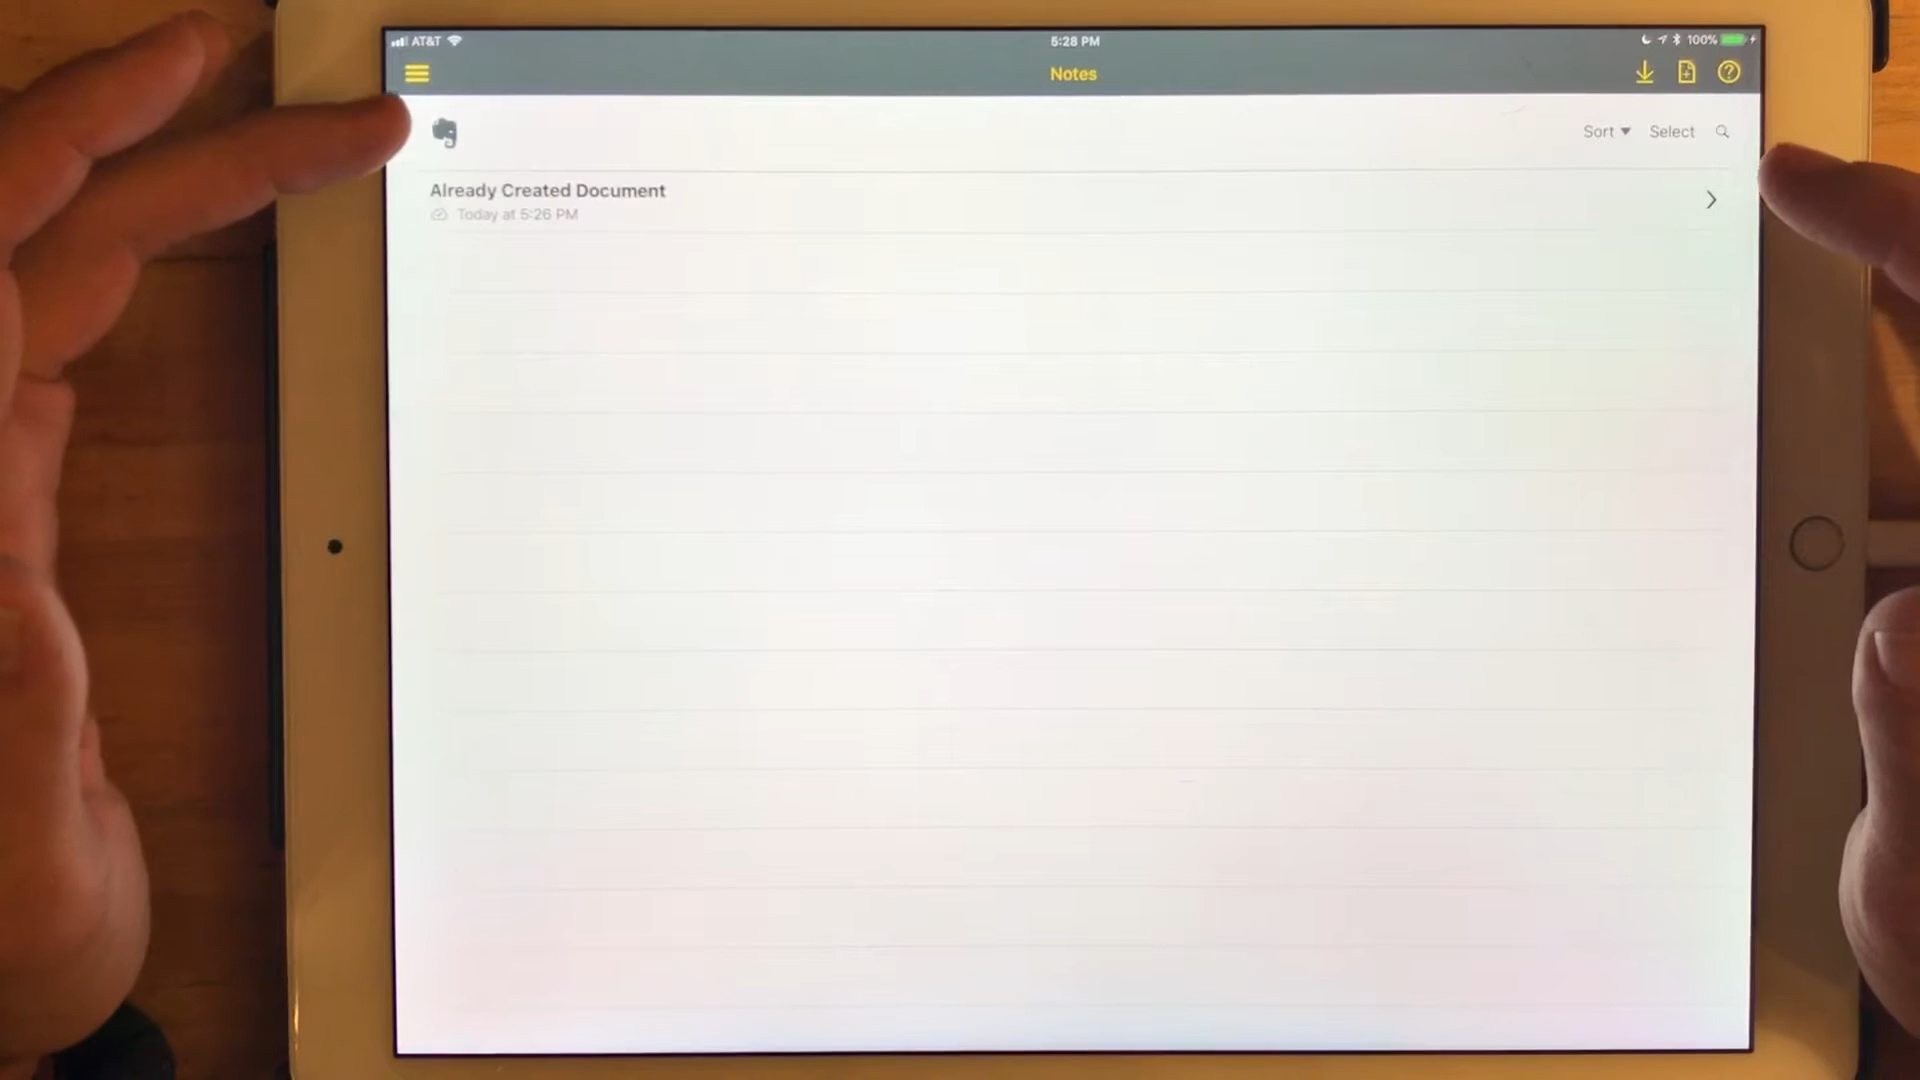 AT&T 5:28 PM 100%
Notes
Sort Select
Already Created Document
Today at 5:26 PM